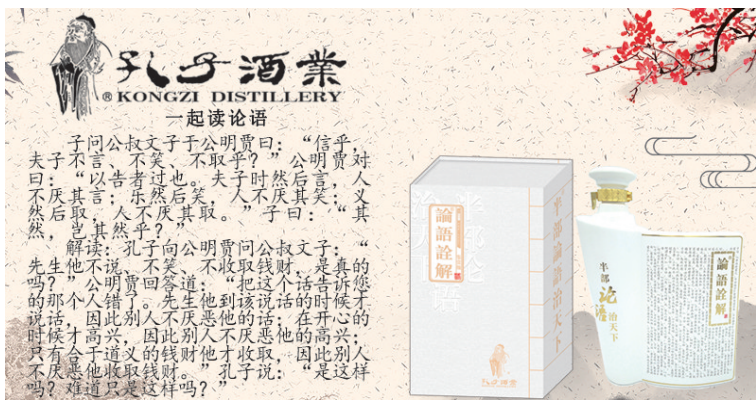 孔子酒業
®KONGZI DISTILLERY
一起读论语
子问公叔文子于公明贾曰：“信乎，
夫子不言、不笑、不取乎？”公明贾对
曰：“以告者过也。夫子时然后言，人
不厌其言；乐然后笑，人不厌其笑；义
然后取，人不厌其取。”子曰：“其
然，岂其然乎？”
解读：孔子向公明贾问公叔文子：“
先生他不说、不笑、不收取钱财，是真的
吗？”公明贾回答道：“把这个话告诉您
的那个人错了。先生他到该说话的时候才
说话，因此别人不厌恶他的话；在开心的
时候才高兴，因此别人不厌恶他的高兴；
只有合于道义的钱财他才收取，因此别人
不厌恶他收取钱财。”孔子说：“是这样
吗？难道只是这样吗？”
論語詮解
半部論語治天下
孔子酒業
半部
论语
治天下
論語詮解